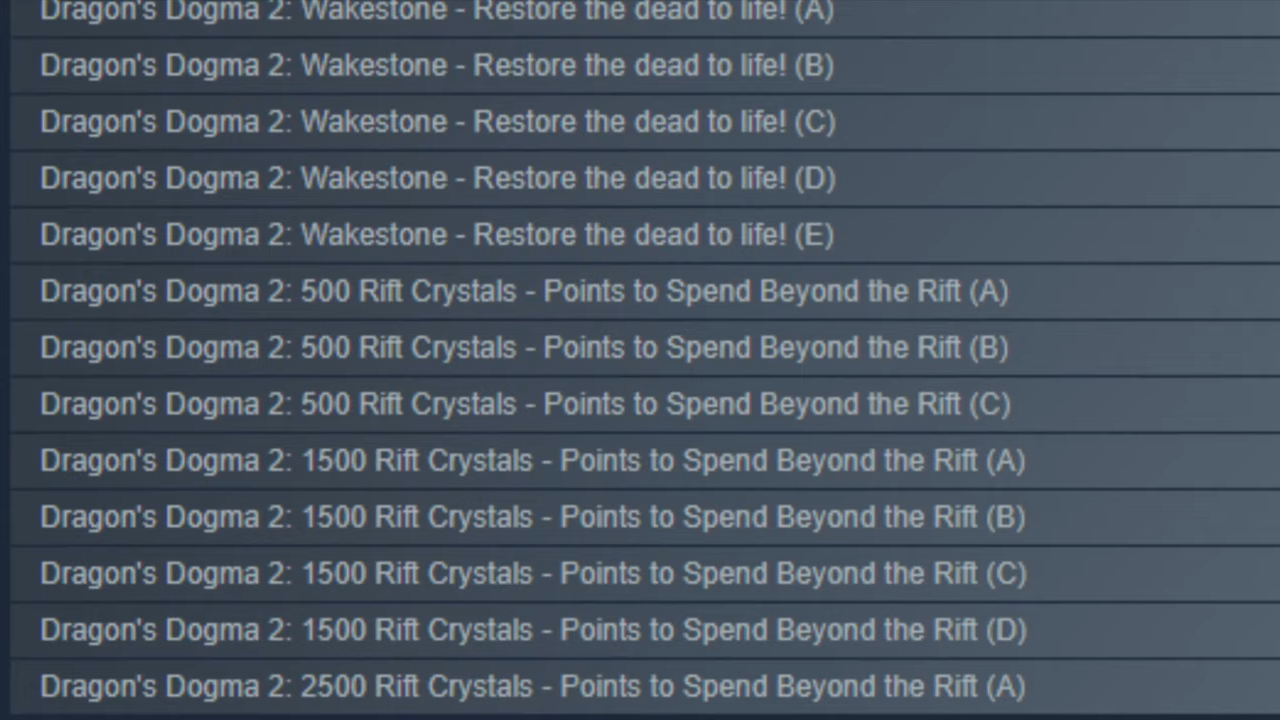 Dragon's Dogma 2: Wakestone - Restore the dead to life! (A)
Dragon's Dogma 2: Wakestone - Restore the dead to life! (B)
Dragon's Dogma 2: Wakestone - Restore the dead to life! (C)
Dragon's Dogma 2: Wakestone - Restore the dead to life! (D)
Dragon's Dogma 2: Wakestone - Restore the dead to life! (E)
Dragon's Dogma 2: 500 Rift Crystals - Points to Spend Beyond the Rift (A)
Dragon's Dogma 2: 500 Rift Crystals - Points to Spend Beyond the Rift (B)
Dragon's Dogma 2: 500 Rift Crystals - Points to Spend Beyond the Rift (C)
Dragon's Dogma 2: 1500 Rift Crystals - Points to Spend Beyond the Rift (A)
Dragon's Dogma 2: 1500 Rift Crystals - Points to Spend Beyond the Rift (B)
Dragon's Dogma 2: 1500 Rift Crystals - Points to Spend Beyond the Rift (C)
Dragon's Dogma 2: 1500 Rift Crystals - Points to Spend Beyond the Rift (D)
Dragon's Dogma 2: 2500 Rift Crystals - Points to Spend Beyond the Rift (A)